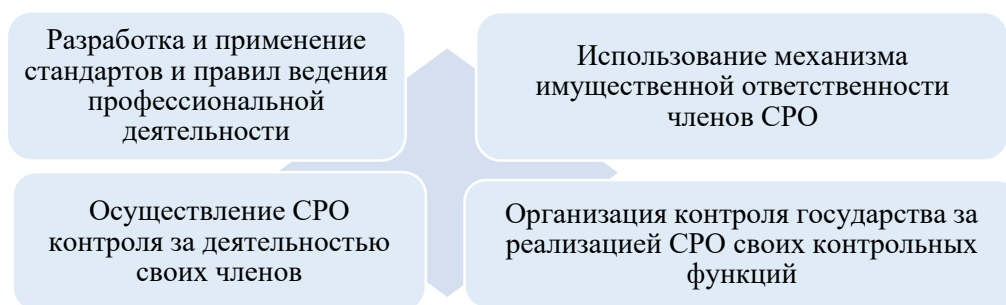 Разработка и применение
стандартов и правил ведения
профессиональной
деятельности
Использование механизма
имущественной ответственности
членов СРО
Осуществление СРО
контроля за деятельностью
своих членов
Организация контроля государства за
реализацией СРО своих контрольных
функций